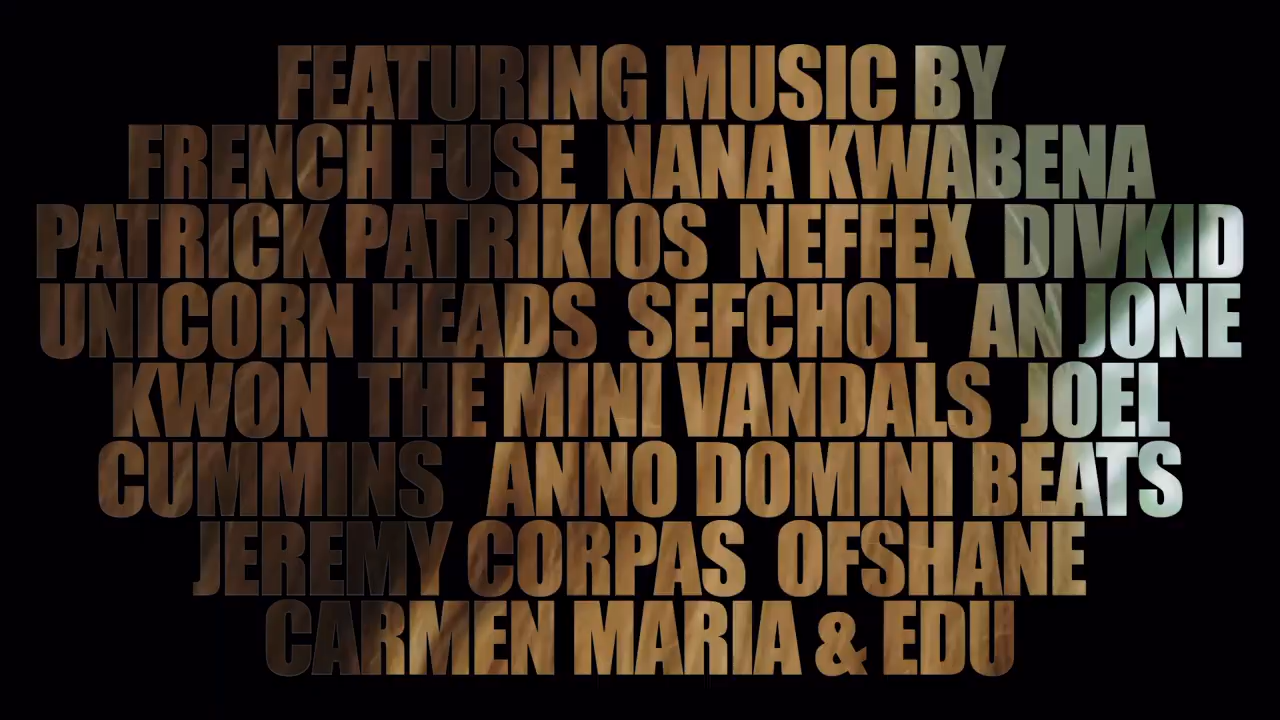 FEATURING MUSIC BY
FRENCH FUSE NANA KWABENA
PATRICK PATRIKIOS NEFFEX DIVKID
UNICORN HEADS SEFCHOL AN JONE
KWON THE MINI VANDALS JOEL
CUMMINS ANNO DOMINI BEATS
JEREMY CORPAS OFSHANE
CARMEN MARIA & EDU